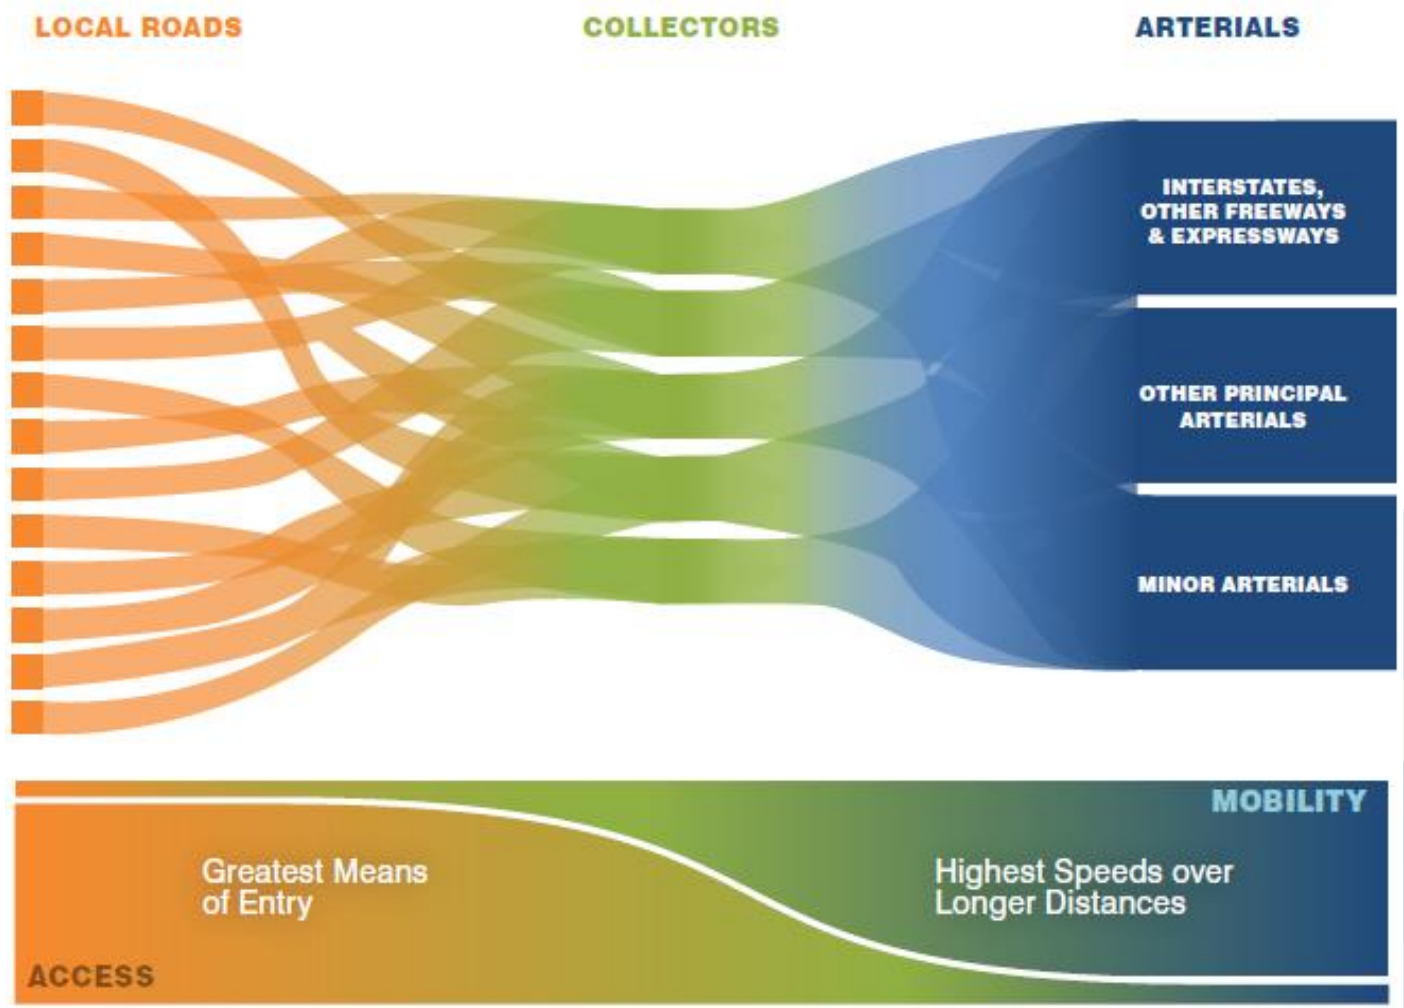 LOCAL ROADS
COLLECTORS
ARTERIALS
INTERSTATES,
OTHER FREEWAYS
& EXPRESSWAYS
OTHER PRINCIPAL
ARTERIALS
MINOR ARTERIALS
MOBILITY
Greatest Means
of Entry
Highest Speeds over
Longer Distances
ACCESS